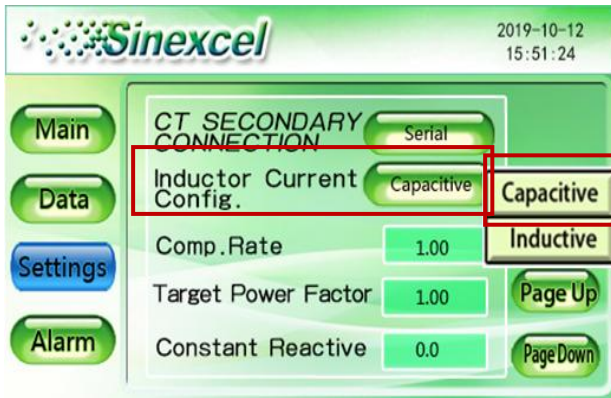 Sinexcel
2019-10-12
15:51:24
Main
CT SECONDARY
CONNECTION
Serial
Data
Inductor Current
Config.
Capacitive
Capacitive
Inductive
Settings
Comp.Rate
1.00
Target Power Factor
1.00
Page Up
Alarm
Constant Reactive
0.0
Page Down